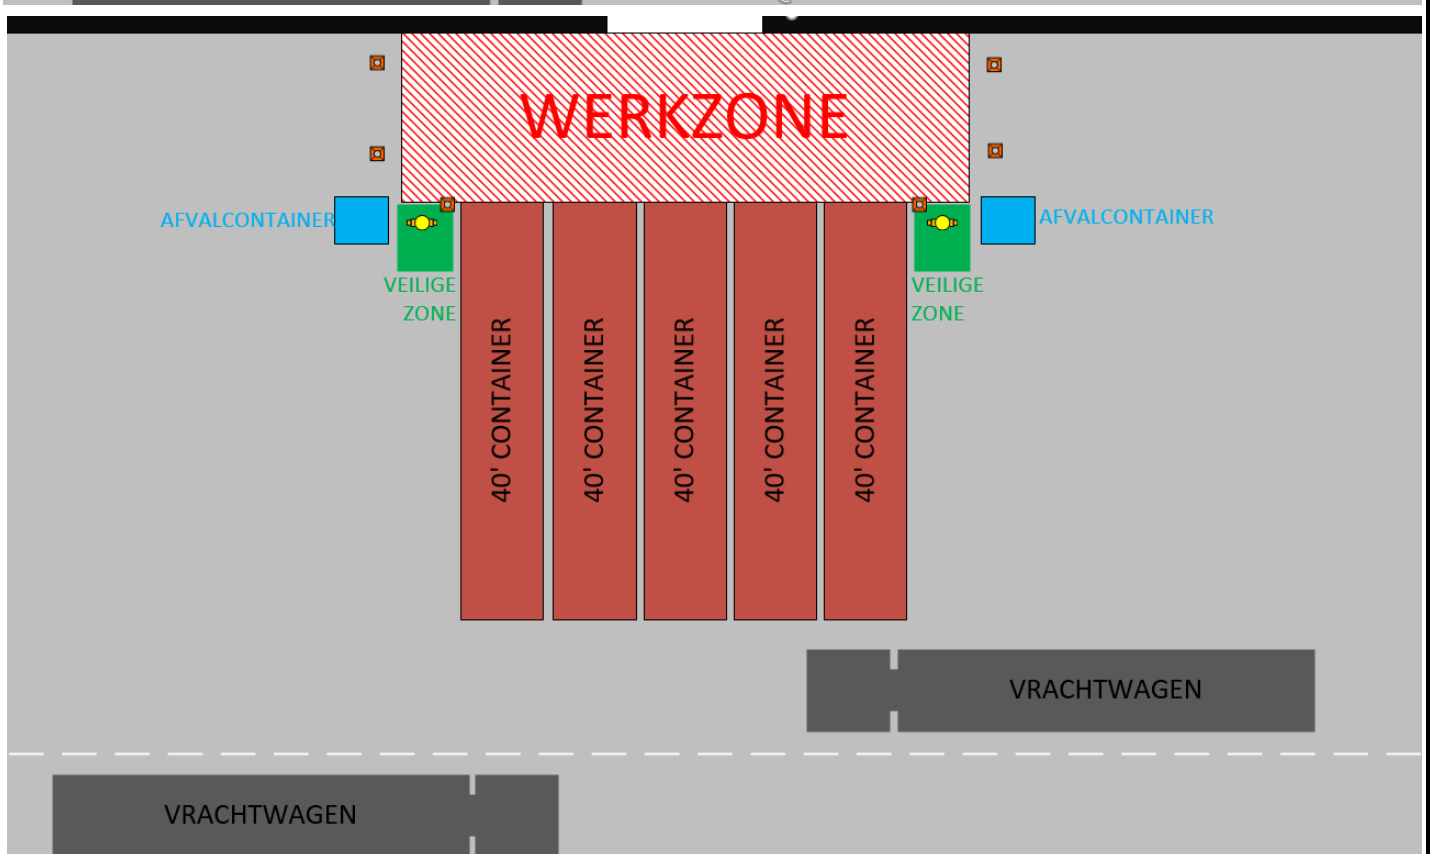 WERKZONE
AFVALCONTAINER
AFVALCONTAINER
VEILIGE
ZONE
VEILIGE
ZONE
40' CONTAINER
40' CONTAINER
40' CONTAINER
40' CONTAINER
40' CONTAINER
VRACHTWAGEN
VRACHTWAGEN